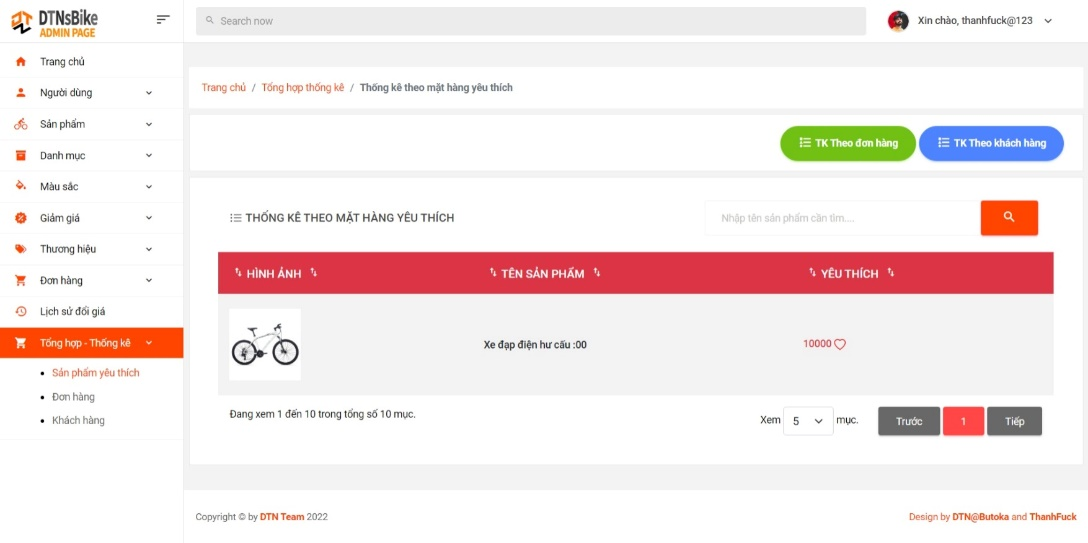 DTNsBike
ADMIN PAGE
Search now
Xin chào, thanhfuck@123
Trang chủ
Người dùng
Sản phẩm
Danh mục
Màu sắc
Giảm giá
Thương hiệu
Đơn hàng
Lịch sử đổi giá
Tổng hợp - Thống kê
Sản phẩm yêu thích
Đơn hàng
Khách hàng
Trang chủ / Tổng hợp thống kê / Thống kê theo mặt hàng yêu thích
TK Theo đơn hàng
TK Theo khách hàng
THỐNG KÊ THEO MẶT HÀNG YÊU THÍCH
Nhập tên sản phẩm cần tìm....
HÌNH ẢNH
TÊN SẢN PHẨM
YÊU THÍCH
Xe đạp điện hư cấu :00
10000
Đang xem 1 đến 10 trong tổng số 10 mục.
Xem 5 mục.
Trước
1
Tiếp
Copyright © by DTN Team 2022
Design by DTN@Butoka and ThanhFuck